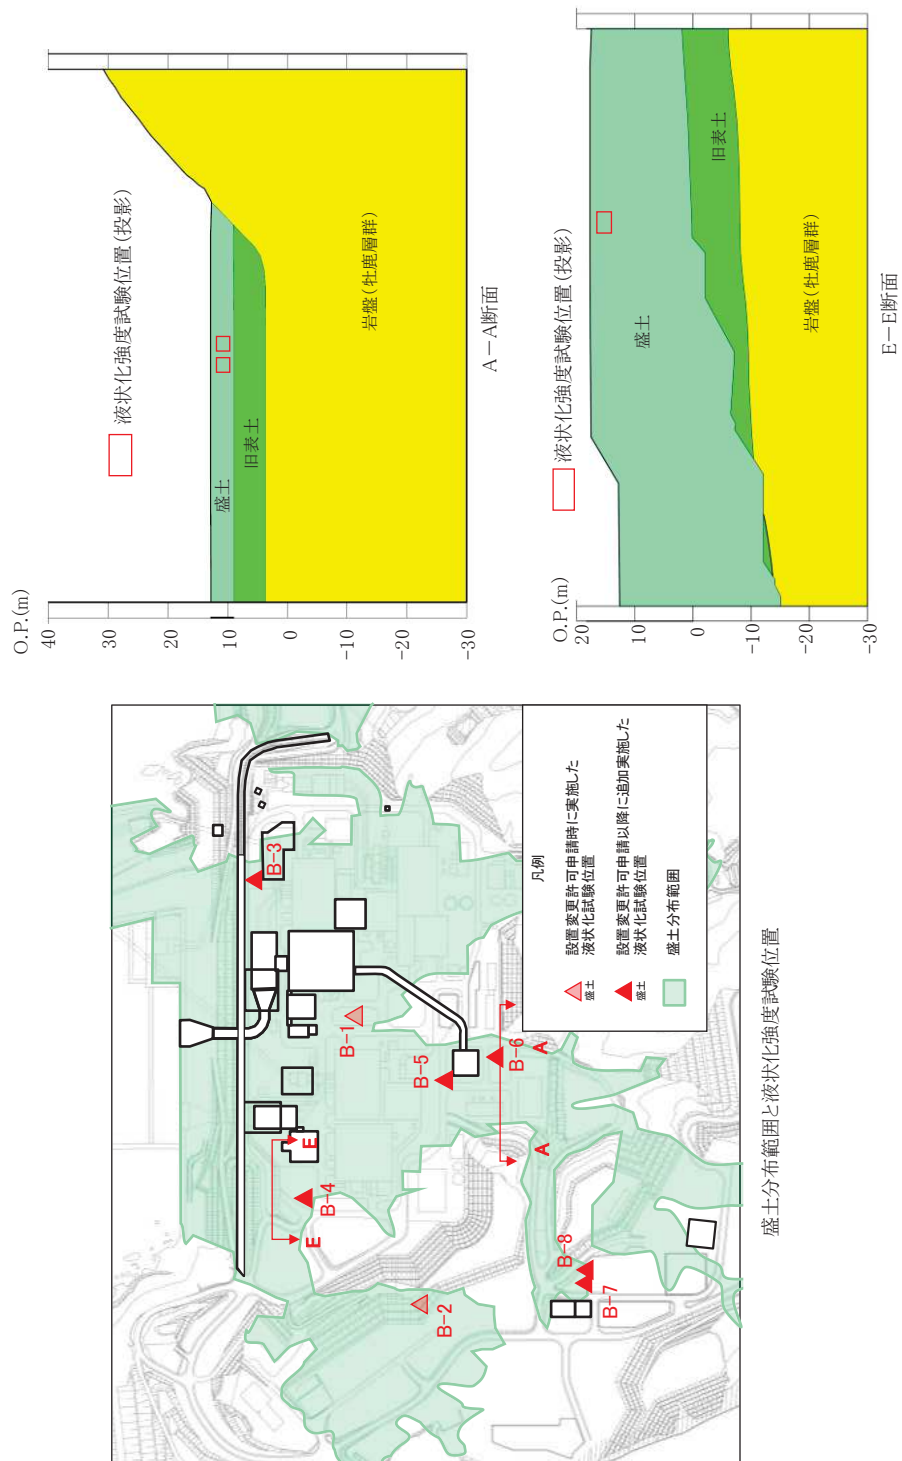 盛土分布範囲と液状化強度試験位置
B-1
B-2
B-3
B-4
B-5
B-6
B-7
B-8
A
A
E
E
凡例
盛土
設置変更許可申請時に実施した
液状化試験位置
盛土
設置変更許可申請以降に追加実施した
液状化試験位置
盛土分布範囲
O.P.(m)
40
30
20
10
0
-10
-20
-30
液状化強度試験位置(投影)
盛土
旧表土
岩盤(牡鹿層群)
A-A断面
O.P.(m)
20
10
0
-10
-20
-30
液状化強度試験位置(投影)
盛土
旧表土
岩盤(牡鹿層群)
E-E断面